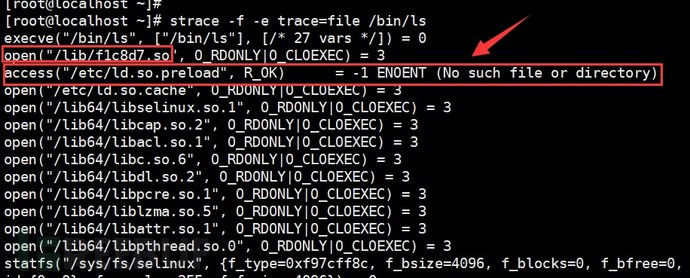 [root@localhost ~]#
[root@localhost ~]# strace -f -e trace=file /bin/ls
execve("/bin/ls", ["/bin/ls"], [/* 27 vars */]) = 0
open("/lib/f1c8d7.so", O_RDONLY|O_CLOEXEC) = 3
access("/etc/ld.so.preload", R_OK) = -1 ENOENT (No such file or directory)
open("/etc/ld.so.cache", O_RDONLY|O_CLOEXEC) = 3
open("/lib64/libselinux.so.1", O_RDONLY|O_CLOEXEC) = 3
open("/lib64/libcap.so.2", O_RDONLY|O_CLOEXEC) = 3
open("/lib64/libacl.so.1", O_RDONLY|O_CLOEXEC) = 3
open("/lib64/libc.so.6", O_RDONLY|O_CLOEXEC) = 3
open("/lib64/libdl.so.2", O_RDONLY|O_CLOEXEC) = 3
open("/lib64/libpcre.so.1", O_RDONLY|O_CLOEXEC) = 3
open("/lib64/liblzma.so.5", O_RDONLY|O_CLOEXEC) = 3
open("/lib64/libattr.so.1", O_RDONLY|O_CLOEXEC) = 3
open("/lib64/libpthread.so.0", O_RDONLY|O_CLOEXEC) = 3
statfs("/sys/fs/selinux", {f_type=0xf97cff8c, f_bsize=4096, f_blocks=0, f_bfree=0,